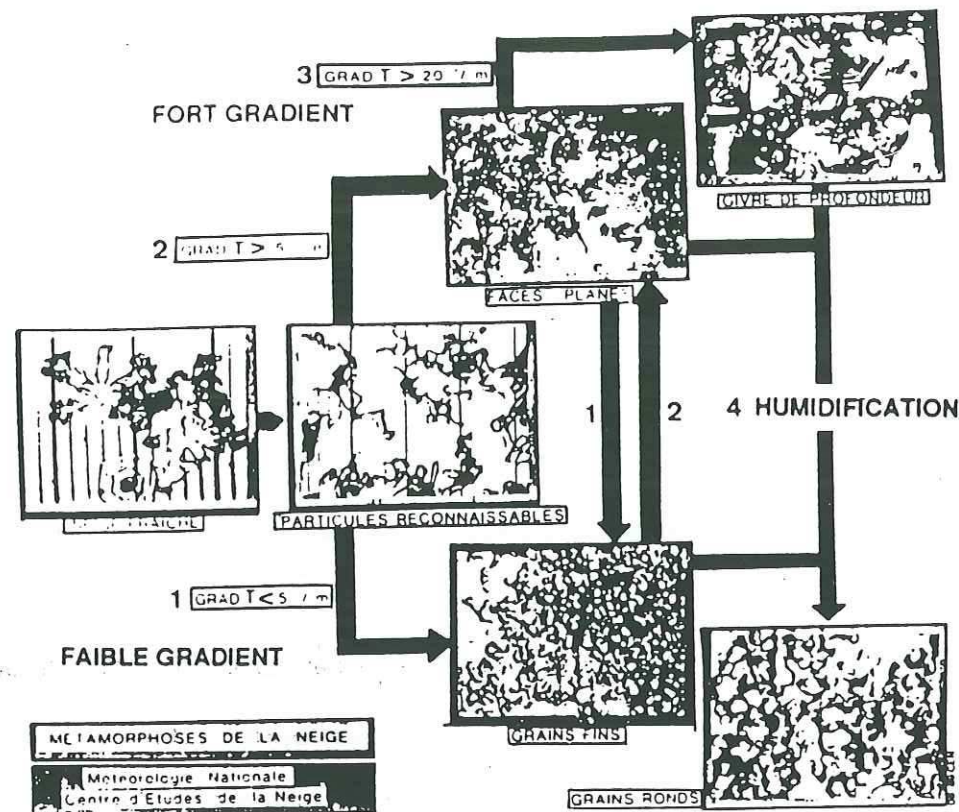 3 GRAD T > 20 °/ m
FORT GRADIENT
GIVRE DE PROFONDEUR
2 GRAD T > 5
FACES PLANES
1
2
4 HUMIDIFICATION
FRAICHE
PARTICULES RECONNAISSABLES
1 GRAD T < 5 °/ m
FAIBLE GRADIENT
GRAINS FINS
METAMORPHOSES DE LA NEIGE
Meteorologie Nationale
Centre d'Etudes de la Neige
GRAINS RONDS